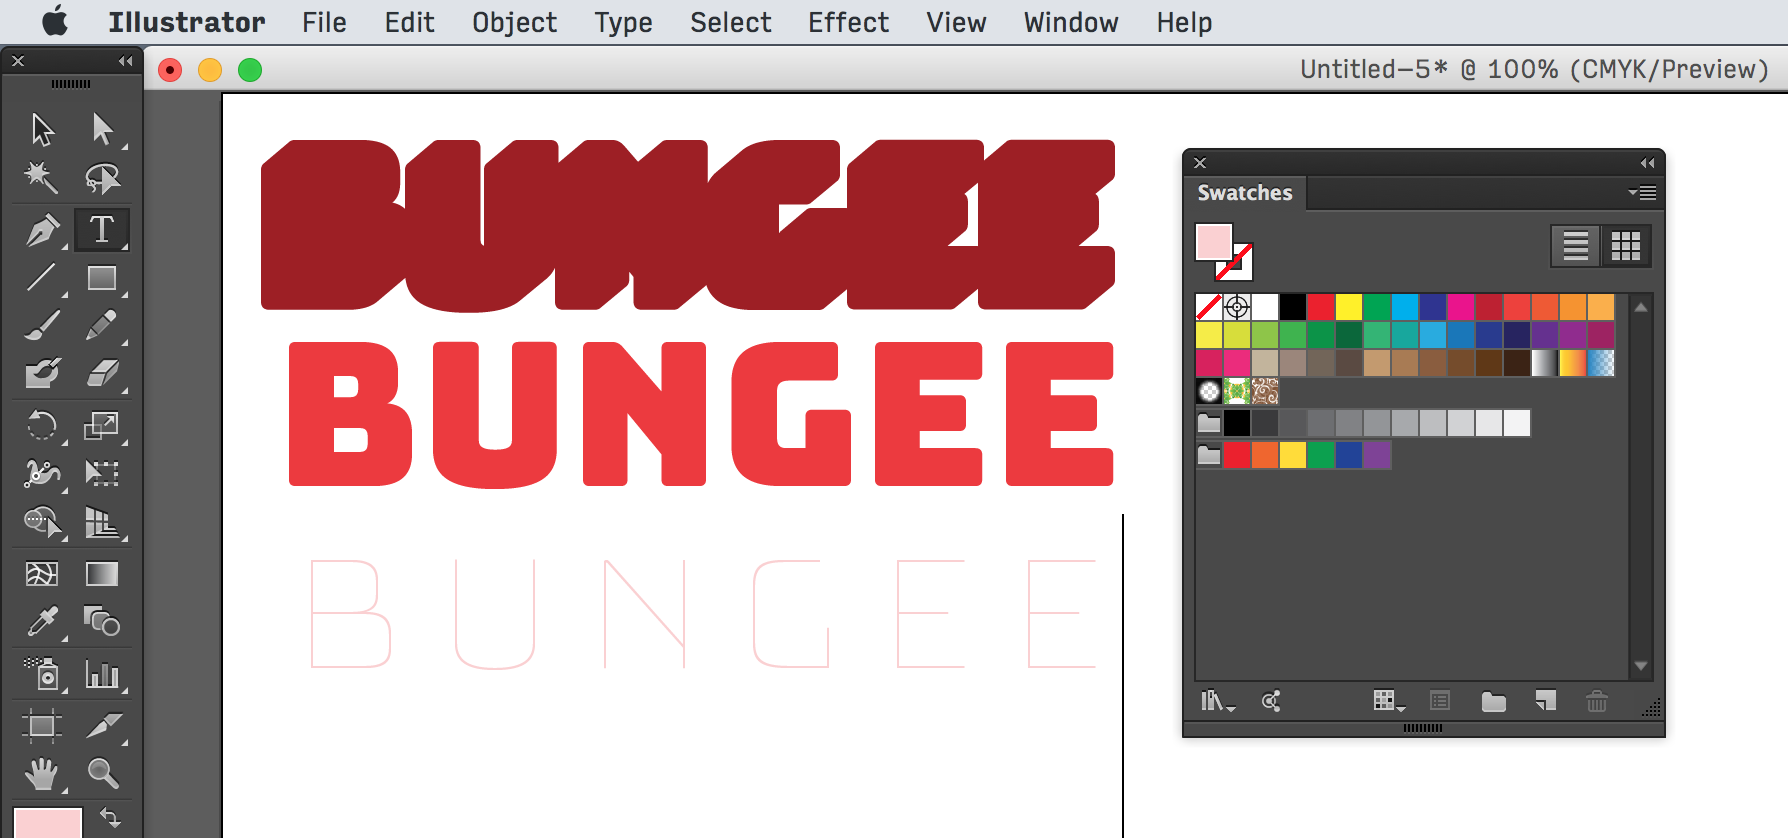 Illustrator File Edit Object Type Select Effect View Window Help
Untitled-5* @ 100% (CMYK/Preview)
T
BUNGEE
Swatches
BUNGEE
BUNGEE